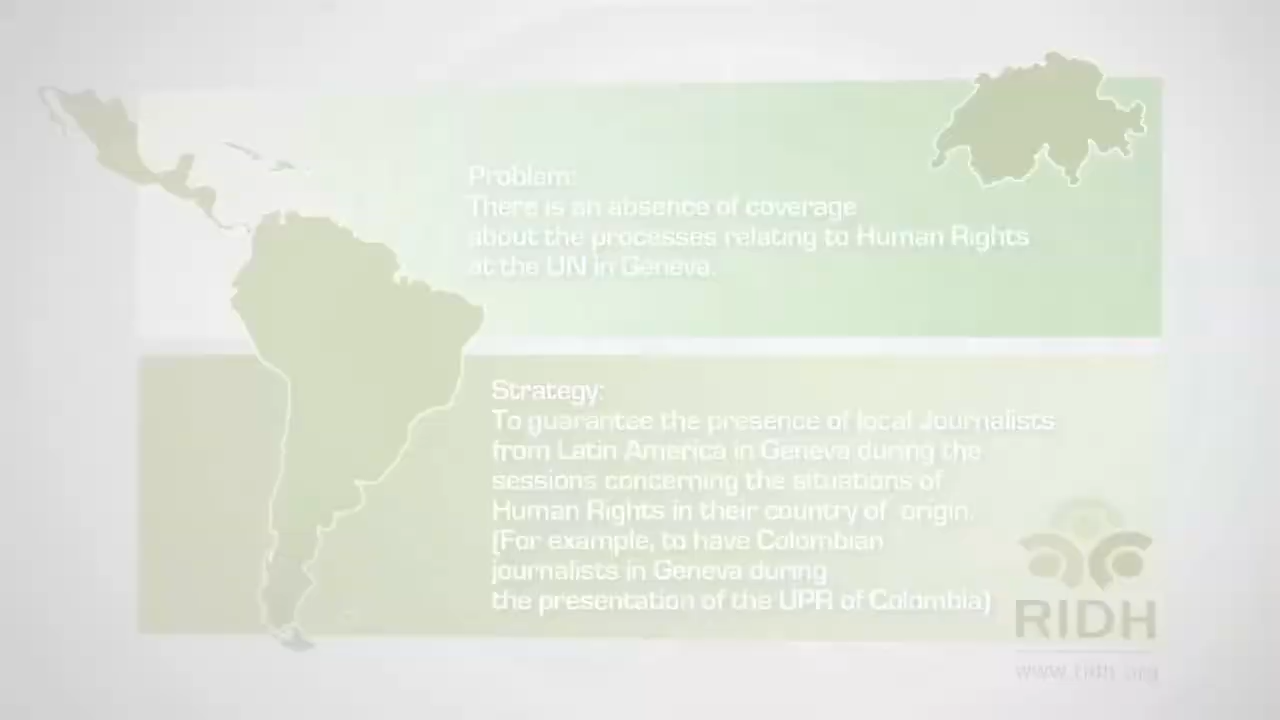 Problem:
There is an absence of coverage
about the processes relating to Human Rights
at the UN in Geneva.
Strategy:
To guarantee the presence of local Journalists
from Latin America in Geneva during the
sessions concerning the situations of
Human Rights in their country of origin.
(For example, to have Colombian
journalists in Geneva during
the presentation of the UPR of Colombia)
RIDH
www.ridh.org